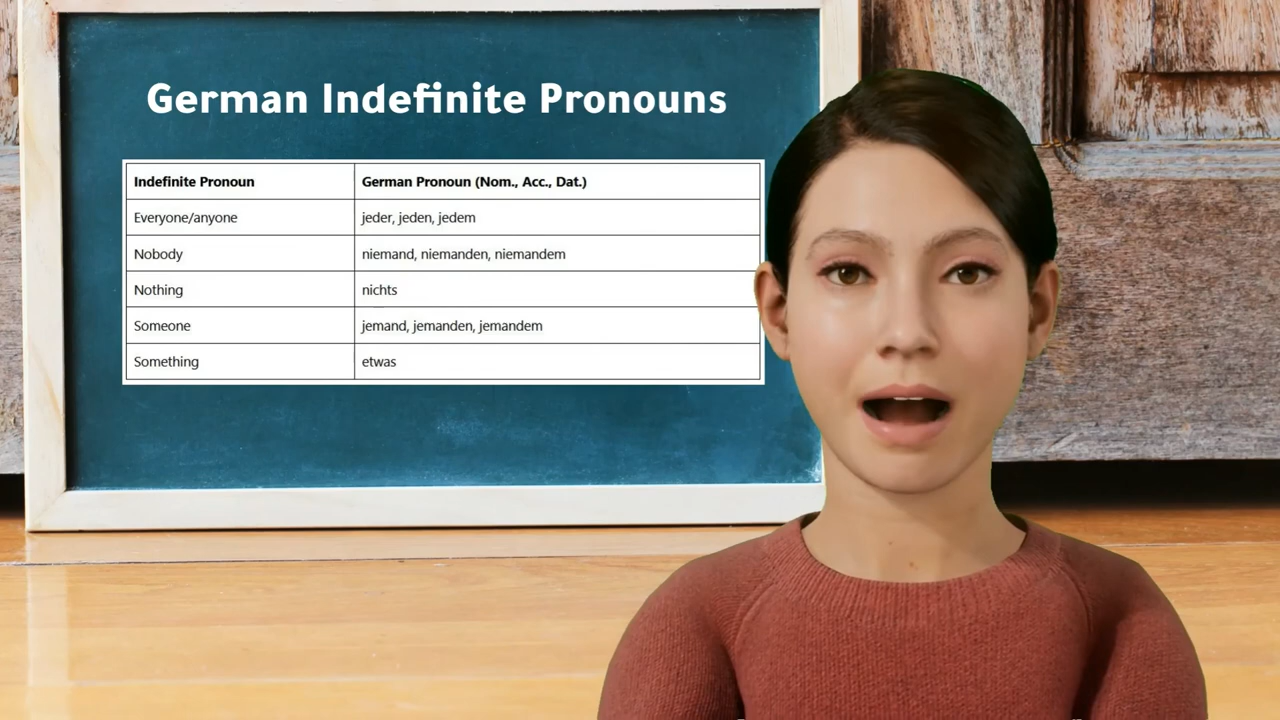 German Indefinite Pronouns
Indefinite Pronoun German Pronoun (Nom., Acc., Dat.)
Everyone/anyone jeder, jeden, jedem
Nobody niemand, niemanden, niemandem
Nothing nichts
Someone jemand, jemanden, jemandem
Something etwas